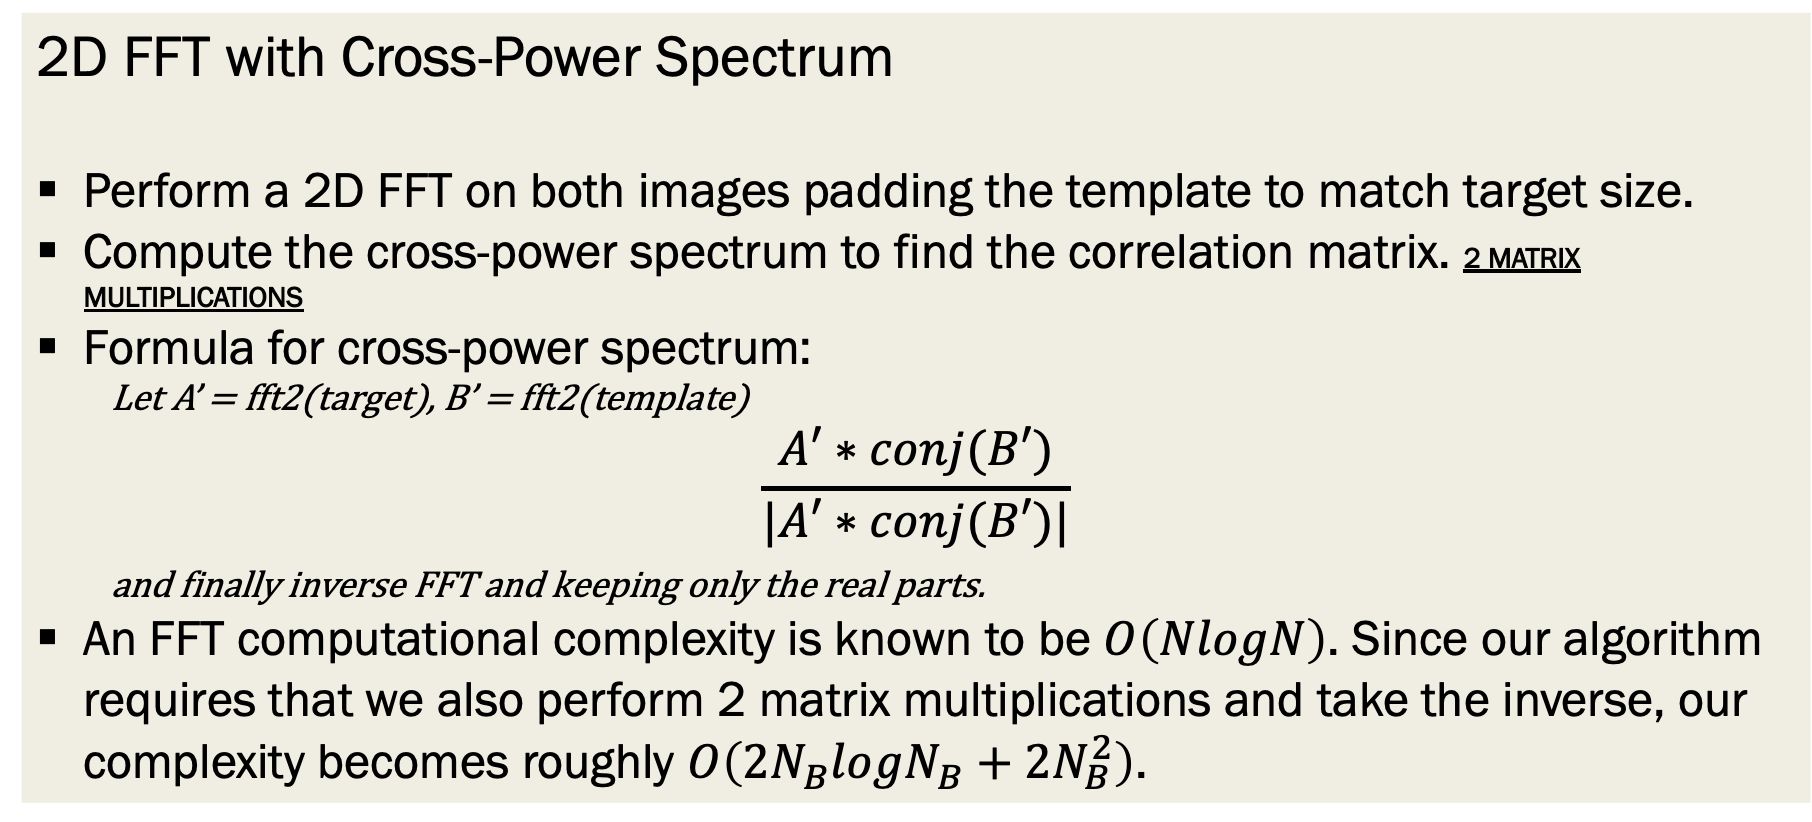 2D FFT with Cross-Power Spectrum
▪ Perform a 2D FFT on both images padding the template to match target size.
▪ Compute the cross-power spectrum to find the correlation matrix. 2 MATRIX
MULTIPLICATIONS
▪ Formula for cross-power spectrum:
Let A’ = fft2(target), B’ = fft2(template)
A′ ∗ conj(B′)
|A′ ∗ conj(B′)|
and finally inverse FFT and keeping only the real parts.
▪ An FFT computational complexity is known to be O(NlogN). Since our algorithm
requires that we also perform 2 matrix multiplications and take the inverse, our
complexity becomes roughly O(2N_B logN_B + 2N_B^2).